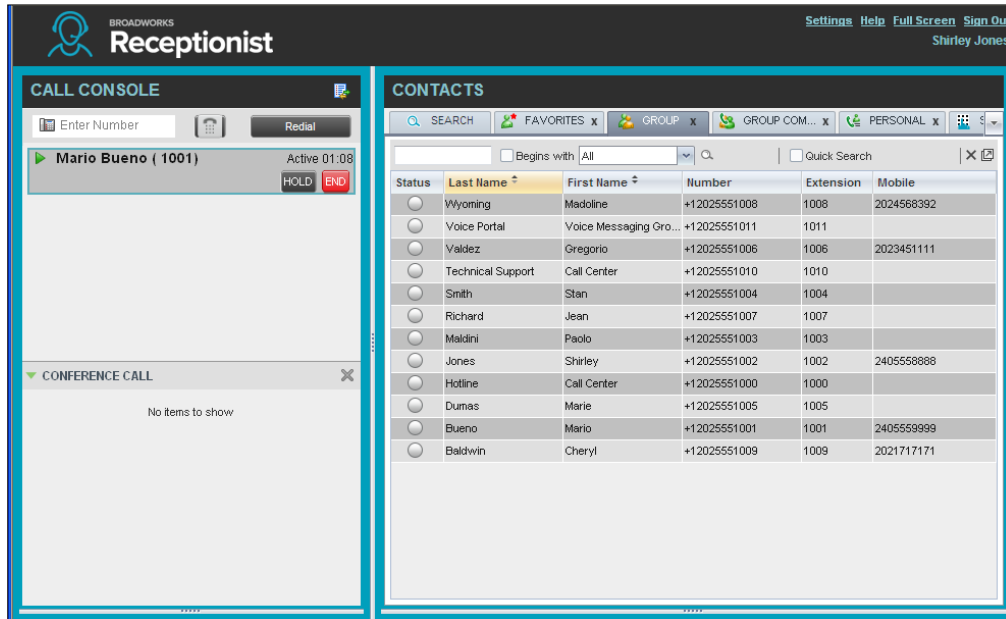 BROADWORKS
Receptionist
Settings Help Full Screen Sign Ou
Shirley Jones
CALL CONSOLE
Enter Number Redial
Mario Bueno ( 1001) Active 01:08
HOLD END
CONFERENCE CALL
No items to show
CONTACTS
SEARCH FAVORITES X GROUP X GROUP COM... X PERSONAL X S
Begins with All Quick Search
Status Last Name First Name Number Extension Mobile
Wyoming Madoline +12025551008 1008 2024568392
Voice Portal Voice Messaging Gro... +12025551011 1011
Valdez Gregorio +12025551006 1006 2023451111
Technical Support Call Center +12025551010 1010
Smith Stan +12025551004 1004
Richard Jean +12025551007 1007
Maldini Paolo +12025551003 1003
Jones Shirley +12025551002 1002 2405558888
Hotline Call Center +12025551000 1000
Dumas Marie +12025551005 1005
Bueno Mario +12025551001 1001 2405559999
Baldwin Cheryl +12025551009 1009 2021717171